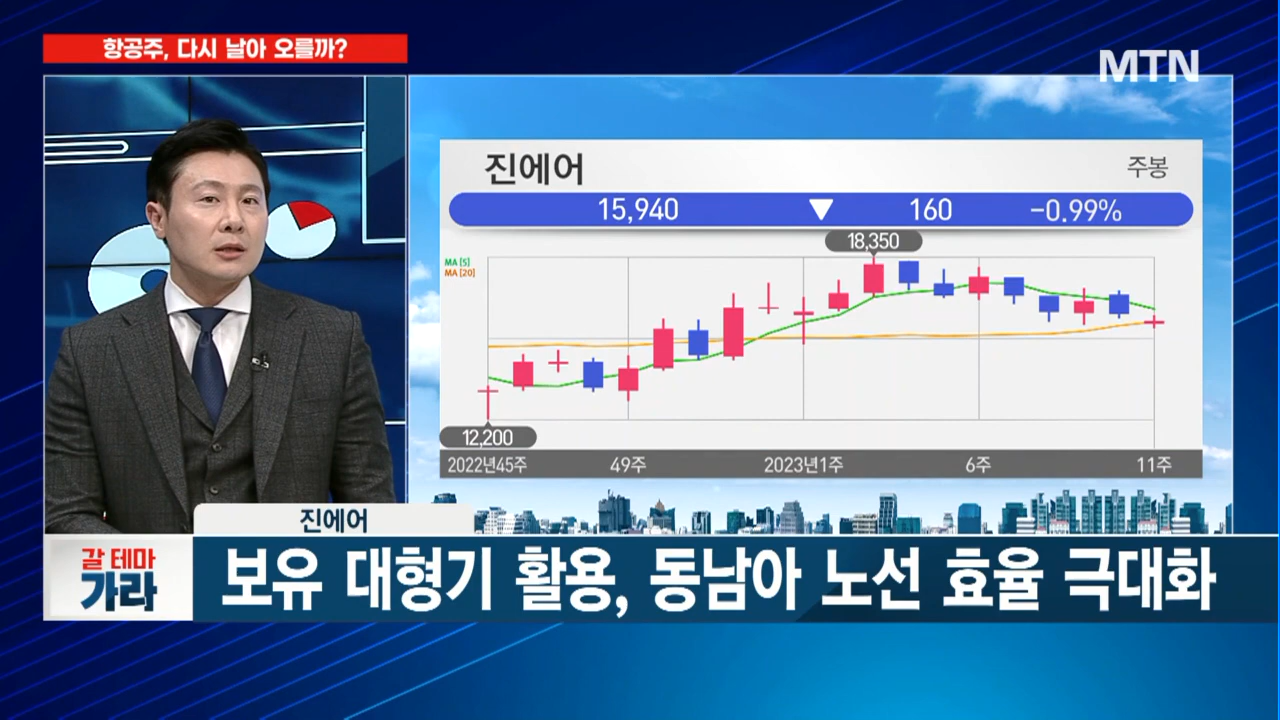 항공주, 다시 날아 오를까?
MTN
진에어
주봉
15,940 ▼ 160 -0.99%
18,350
MA [5]
MA [20]
12,200
2022년45주 49주 2023년1주 6주 11주
진에어
갈 테마
가라
보유 대형기 활용, 동남아 노선 효율 극대화